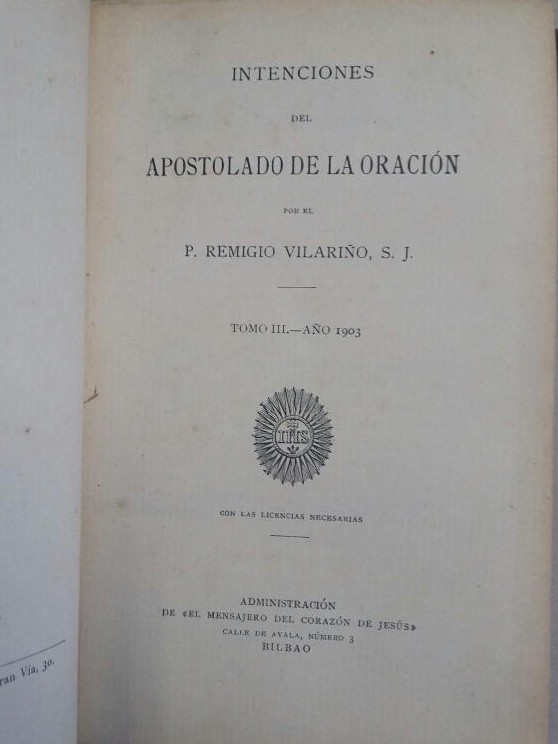 INTENCIONES
DEL
APOSTOLADO DE LA ORACIÓN
POR EL
P. REMIGIO VILARIÑO, S. J.
TOMO III.—AÑO 1903
IHS
CON LAS LICENCIAS NECESARIAS
ADMINISTRACIÓN
DE «EL MENSAJERO DEL CORAZÓN DE JESÚS»
CALLE DE AYALA, NÚMERO 3
BILBAO
Vía, 30.